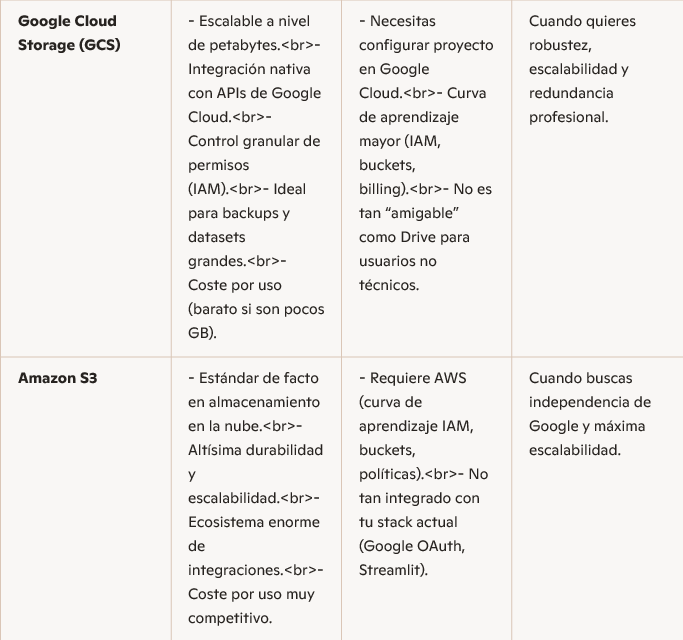 Google Cloud
Storage (GCS)
- Escalable a nivel
de petabytes.<br>-
Integración nativa
con APIs de Google
Cloud.<br>-
Control granular de
permisos
(IAM).<br>- Ideal
para backups y
datasets
grandes.<br>-
Coste por uso
(barato si son pocos
GB).
- Necesitas
configurar proyecto
en Google
Cloud.<br>- Curva
de aprendizaje
mayor (IAM,
buckets,
billing).<br>- No es
tan “amigable”
como Drive para
usuarios no
técnicos.
Cuando quieres
robustez,
escalabilidad y
redundancia
profesional.
Amazon S3
- Estándar de facto
en almacenamiento
en la nube.<br>-
Altísima durabilidad
y
escalabilidad.<br>-
Ecosistema enorme
de
integraciones.<br>-
Coste por uso muy
competitivo.
- Requiere AWS
(curva de
aprendizaje IAM,
buckets,
políticas).<br>- No
tan integrado con
tu stack actual
(Google OAuth,
Streamlit).
Cuando buscas
independencia de
Google y máxima
escalabilidad.